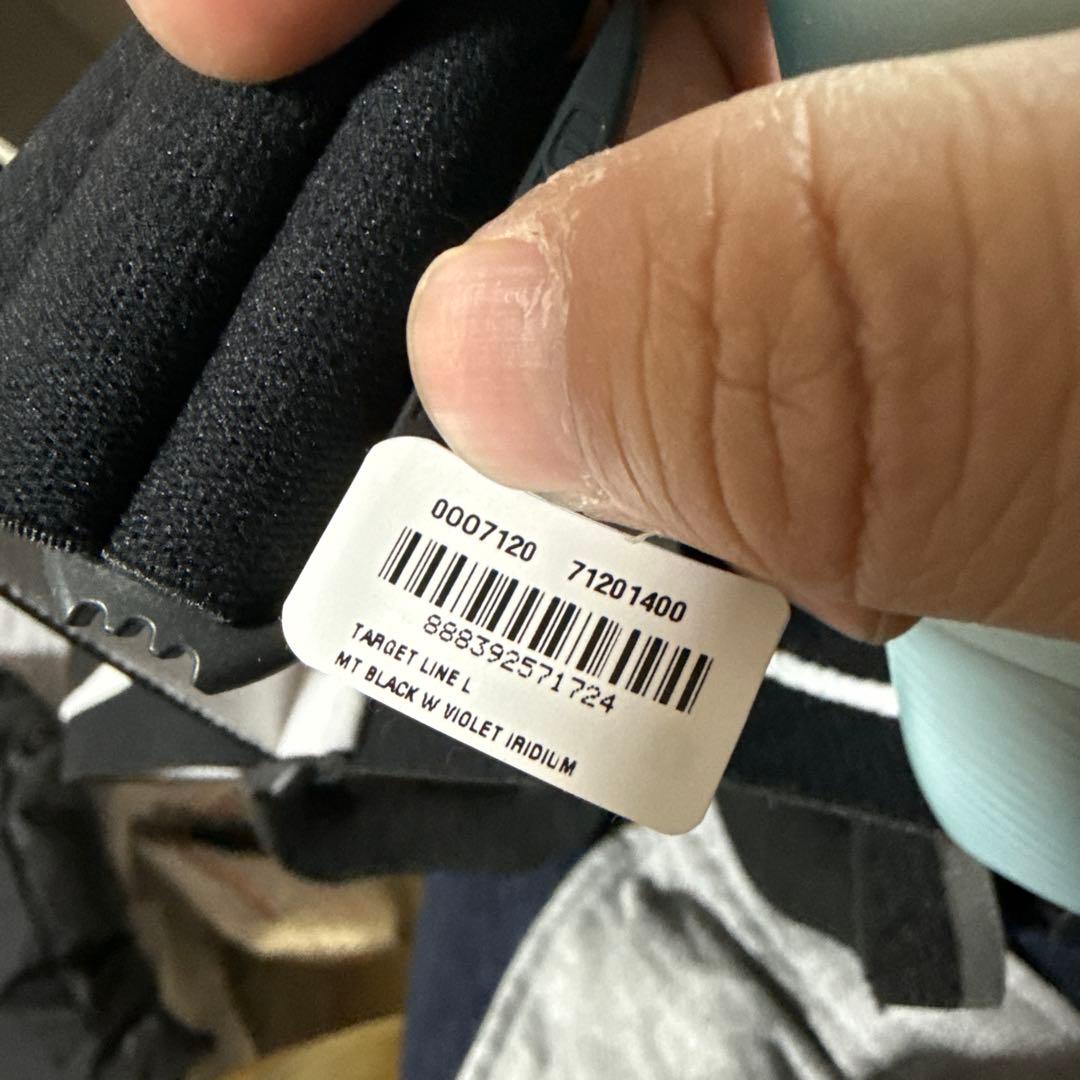 0007120 71201400
888392571724
TARGET LINE L
MT BLACK W VIOLET IRIDIUM